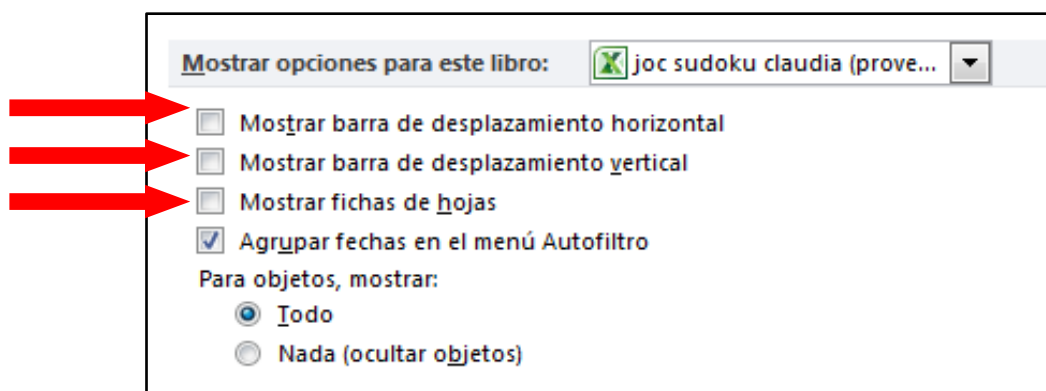 Mostrar opciones para este libro: joc sudoku claudia (prove...
Mostrar barra de desplazamiento horizontal
Mostrar barra de desplazamiento vertical
Mostrar fichas de hojas
Agrupar fechas en el menú Autofiltro
Para objetos, mostrar:
Todo
Nada (ocultar objetos)